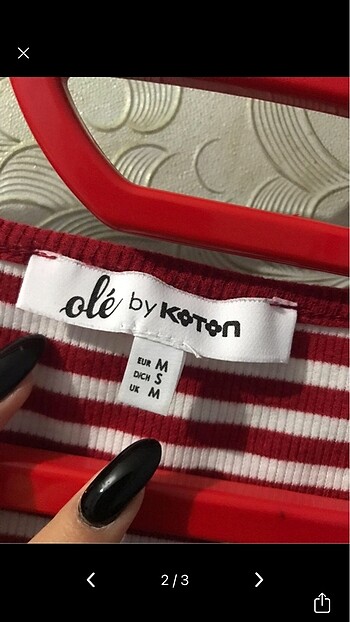 olé by KOTON
EUR M
D/CH S
UK M
2 / 3